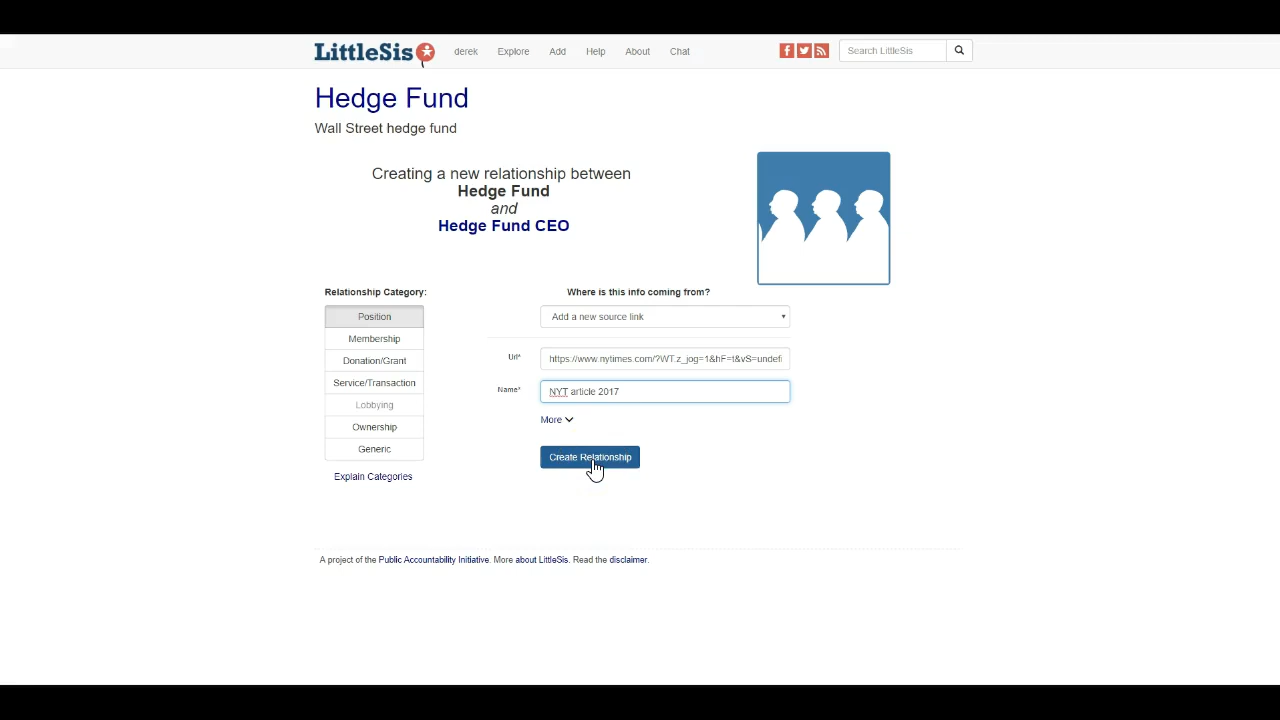 LittleSis derek Explore Add Help About Chat Search LittleSis
Hedge Fund
Wall Street hedge fund
Creating a new relationship between
Hedge Fund
and
Hedge Fund CEO
Relationship Category:
Position
Membership
Donation/Grant
Service/Transaction
Lobbying
Ownership
Generic
Explain Categories
Where is this info coming from?
Add a new source link
Url* https://www.nytimes.com/?WT.z_jog=1&hF=t&vS=undefi
Name* NYT article 2017
More
Create Relationship
A project of the Public Accountability Initiative. More about LittleSis. Read the disclaimer.